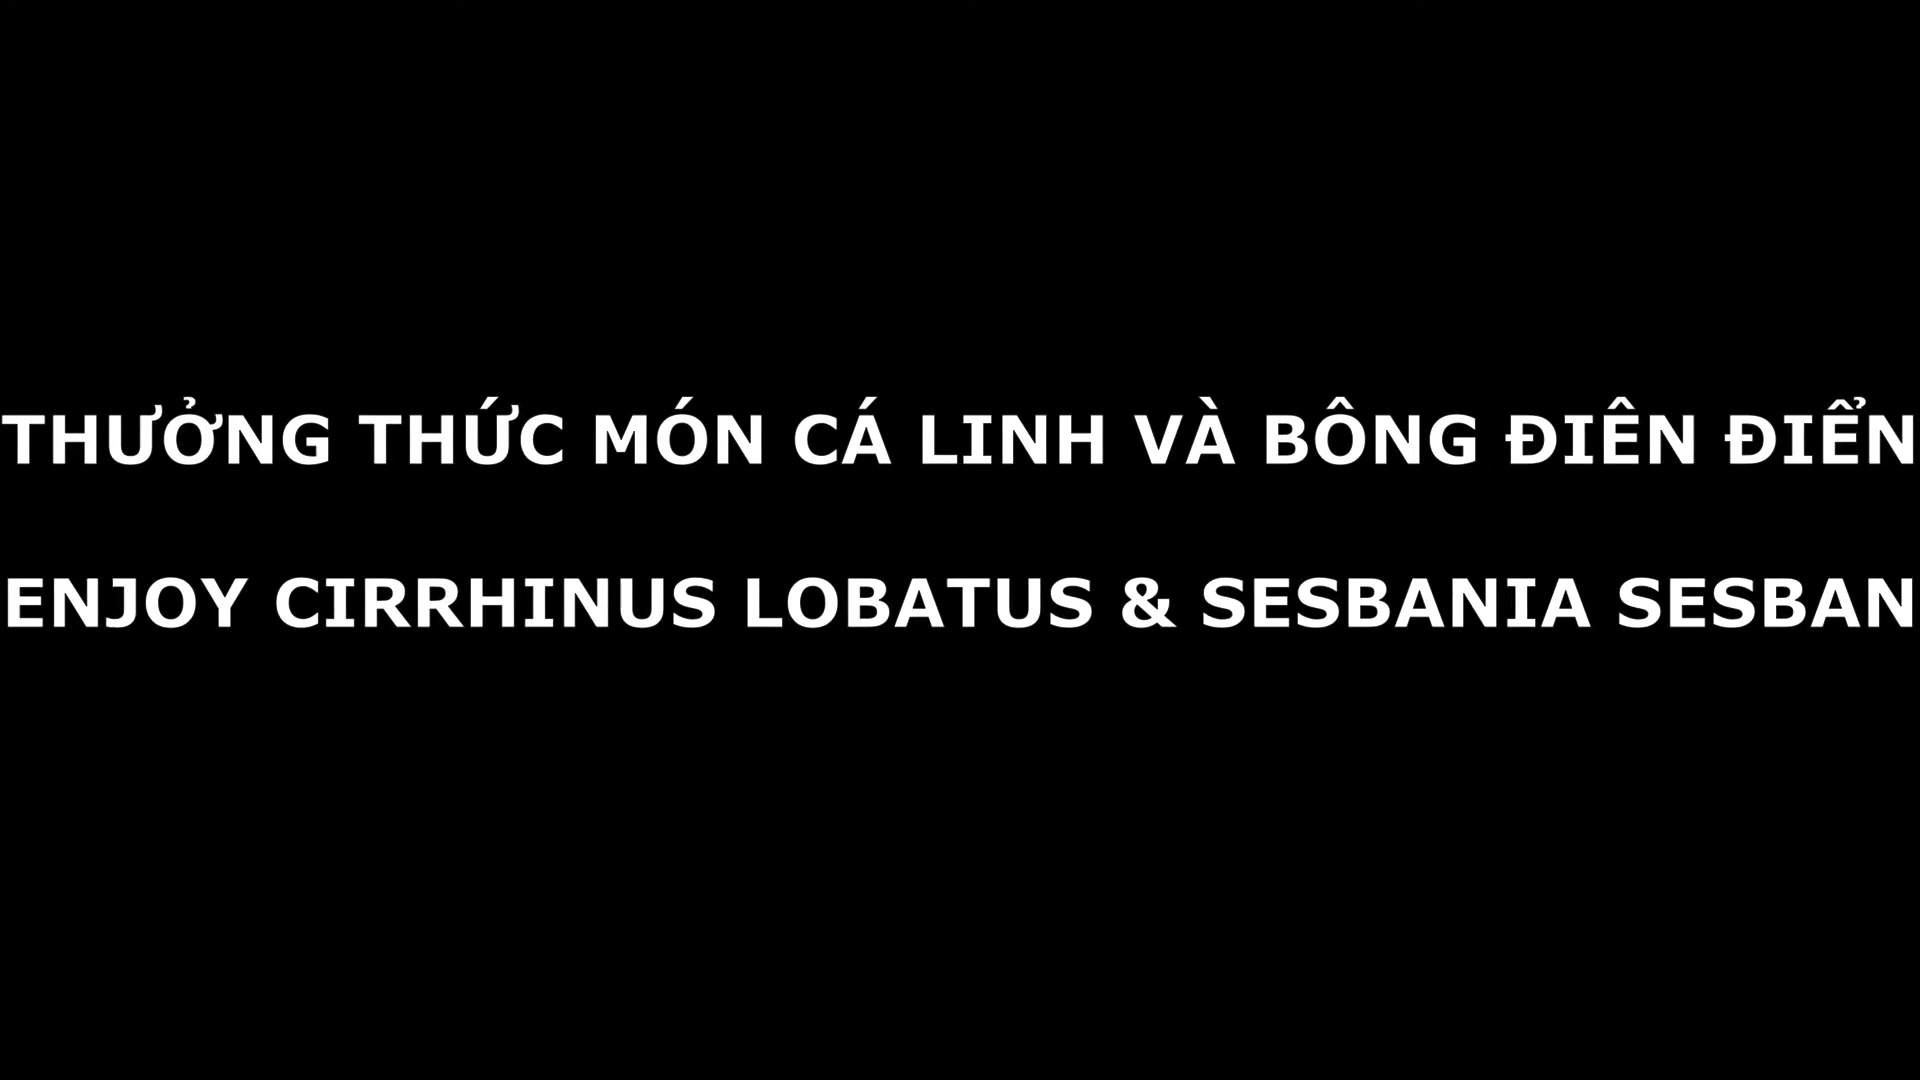 THƯỞNG THỨC MÓN CÁ LINH VÀ BÔNG ĐIÊN ĐIỂN
ENJOY CIRRHINUS LOBATUS & SESBANIA SESBAN